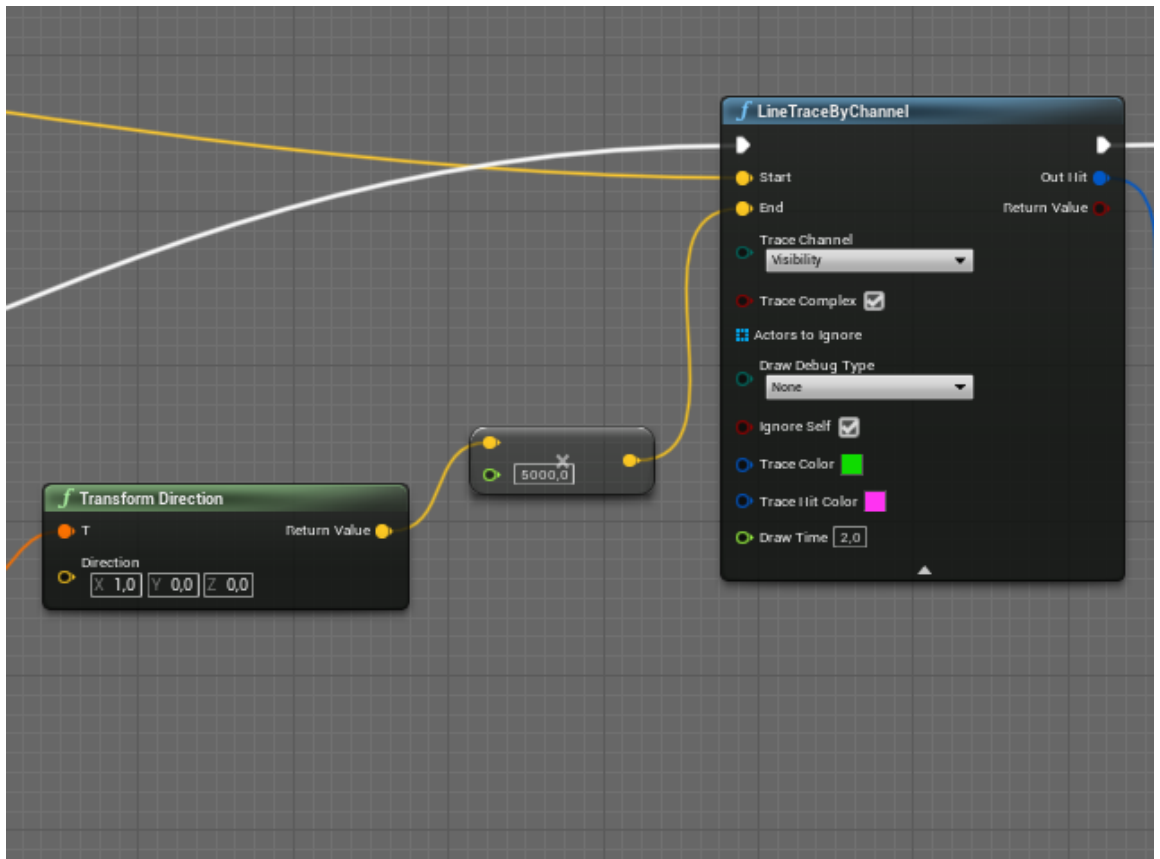 LineTraceByChannel
Start
Out Hit
End
Return Value
Trace Channel
Visibility
Trace Complex
Actors to Ignore
Draw Debug Type
None
Ignore Self
5000,0
Trace Color
Transform Direction
Trace Hit Color
T
Return Value
Draw Time 2,0
Direction
X 1,0 Y 0,0 Z 0,0